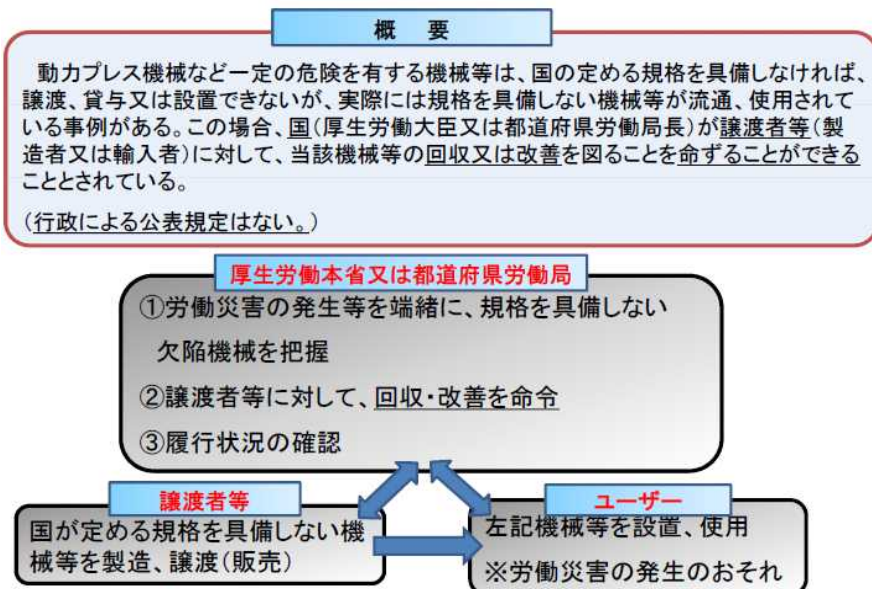 概 要
動力プレス機械など一定の危険を有する機械等は、国の定める規格を具備しなければ、
譲渡、貸与又は設置できないが、実際には規格を具備しない機械等が流通、使用されて
いる事例がある。この場合、国(厚生労働大臣又は都道府県労働局長)が譲渡者等(製
造者又は輸入者)に対して、当該機械等の回収又は改善を図ることを命ずることができる
こととされている。
(行政による公表規定はない。)
厚生労働本省又は都道府県労働局
①労働災害の発生等を端緒に、規格を具備しない
欠陥機械を把握
②譲渡者等に対して、回収・改善を命令
③履行状況の確認
譲渡者等
国が定める規格を具備しない機
械等を製造、譲渡(販売)
ユーザー
左記機械等を設置、使用
※労働災害の発生のおそれ